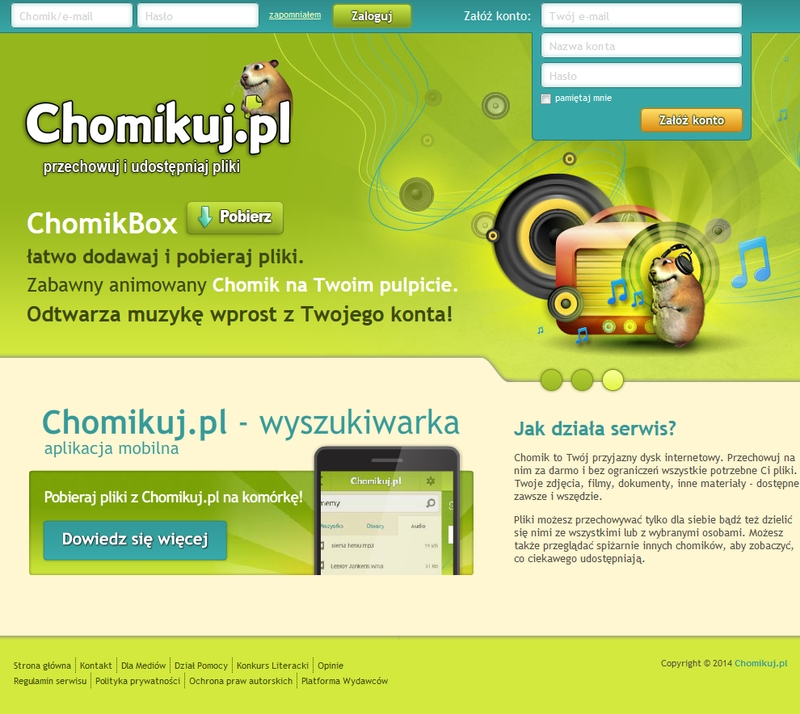 Chomik/e-mail
Hasło
zapomniałem
Zaloguj
Załóż konto:
Twój e-mail
Nazwa konta
Hasło
pamiętaj mnie
Załóż konto
Chomikuj.pl
przechowuj i udostępniaj pliki
ChomikBox
Pobierz
łatwo dodawaj i pobieraj pliki.
Zabawny animowany Chomik na Twoim pulpicie.
Odtwarza muzykę wprost z Twojego konta!
Chomikuj.pl - wyszukiwarka
aplikacja mobilna
Pobieraj pliki z Chomikuj.pl na komórkę!
Dowiedz się więcej
Chomikuj.pl
Obrazy
Audio
Jak działa serwis?
Chomik to Twój przyjazny dysk internetowy. Przechowuj na
nim za darmo i bez ograniczeń wszystkie potrzebne Ci pliki.
Twoje zdjęcia, filmy, dokumenty, inne materiały - dostępne
zawsze i wszędzie.
Pliki możesz przechowywać tylko dla siebie bądź też dzielić
się nimi ze wszystkimi lub z wybranymi osobami. Możesz
także przeglądać spiżarnie innych chomików, aby zobaczyć,
co ciekawego udostępniają.
Strona główna | Kontakt | Dla Mediów | Dział Pomocy | Konkurs Literacki | Opinie
Regulamin serwisu | Polityka prywatności | Ochrona praw autorskich | Platforma Wydawców
Copyright © 2014 Chomikuj.pl